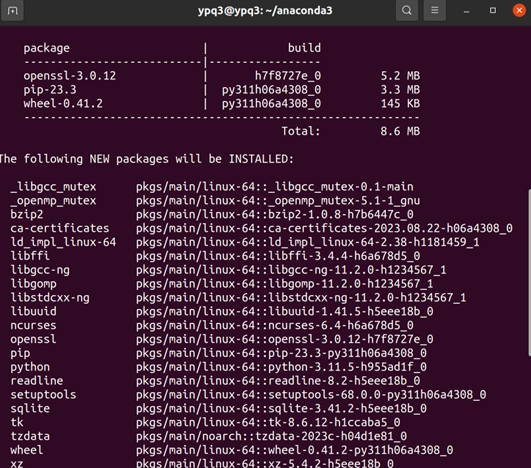 ypq3@ypq3: ~/anaconda3
package | build
---------------------------|-----------------
openssl-3.0.12 | h7f8727e_0 5.2 MB
pip-23.3 | py311h06a4308_0 3.3 MB
wheel-0.41.2 | py311h06a4308_0 145 KB
------------------------------------------------------------
Total: 8.6 MB
The following NEW packages will be INSTALLED:
_libgcc_mutex pkgs/main/linux-64::_libgcc_mutex-0.1-main
_openmp_mutex pkgs/main/linux-64::_openmp_mutex-5.1-1_gnu
bzip2 pkgs/main/linux-64::bzip2-1.0.8-h7b6447c_0
ca-certificates pkgs/main/linux-64::ca-certificates-2023.08.22-h06a4308_0
ld_impl_linux-64 pkgs/main/linux-64::ld_impl_linux-64-2.38-h1181459_1
libffi pkgs/main/linux-64::libffi-3.4.4-h6a678d5_0
libgcc-ng pkgs/main/linux-64::libgcc-ng-11.2.0-h1234567_1
libgomp pkgs/main/linux-64::libgomp-11.2.0-h1234567_1
libstdcxx-ng pkgs/main/linux-64::libstdcxx-ng-11.2.0-h1234567_1
libuuid pkgs/main/linux-64::libuuid-1.41.5-h5eee18b_0
ncurses pkgs/main/linux-64::ncurses-6.4-h6a678d5_0
openssl pkgs/main/linux-64::openssl-3.0.12-h7f8727e_0
pip pkgs/main/linux-64::pip-23.3-py311h06a4308_0
python pkgs/main/linux-64::python-3.11.5-h955ad1f_0
readline pkgs/main/linux-64::readline-8.2-h5eee18b_0
setuptools pkgs/main/linux-64::setuptools-68.0.0-py311h06a4308_0
sqlite pkgs/main/linux-64::sqlite-3.41.2-h5eee18b_0
tk pkgs/main/linux-64::tk-8.6.12-h1ccaba5_0
tzdata pkgs/main/noarch::tzdata-2023c-h04d1e81_0
wheel pkgs/main/linux-64::wheel-0.41.2-py311h06a4308_0
xz pkgs/main/linux-64::xz-5.4.2-h5eee18b_0